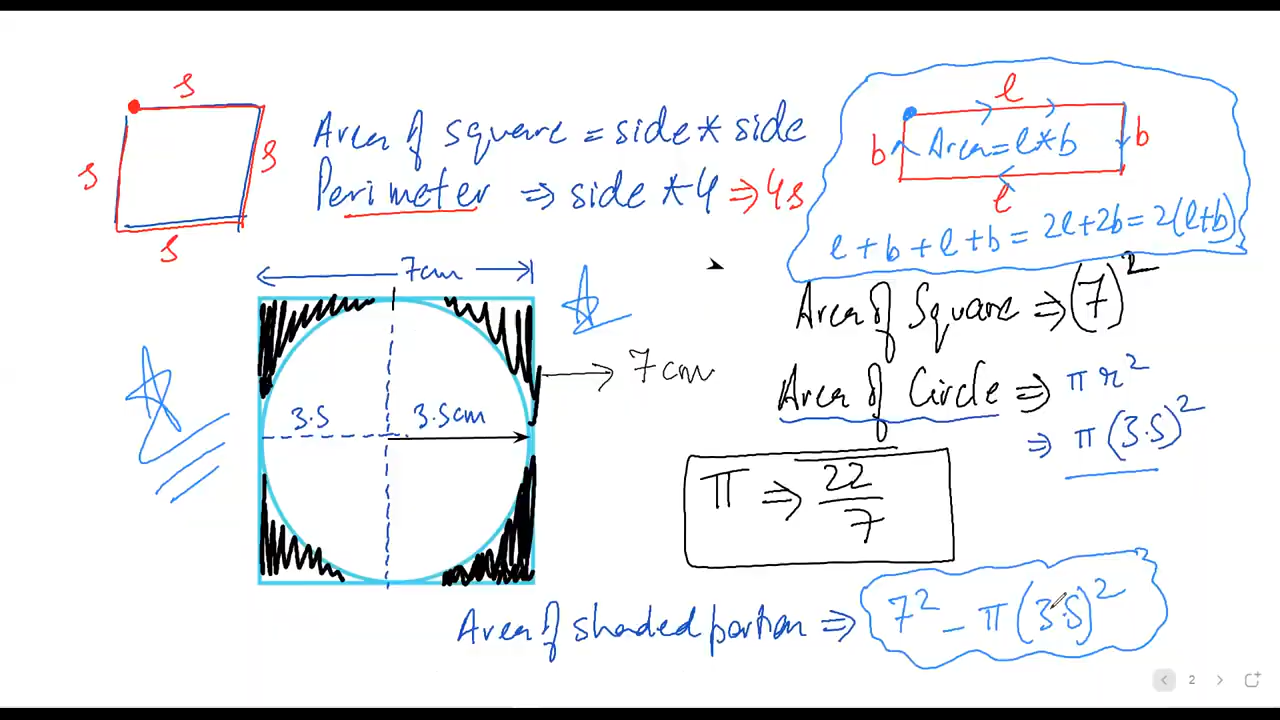 s
s
s
s
Area of square = side * side
Perimeter ⇒ side * 4 ⇒ 4s
l
b
Area = l * b
b
l
l + b + l + b = 2l + 2b = 2(l+b)
7cm
7cm
3.5
3.5cm
Area of Square ⇒ (7)²
Area of Circle ⇒ πr²
⇒ π(3.5)²
π ⇒ 22/7
Area of shaded portion ⇒ 7² - π(3.5)²
2